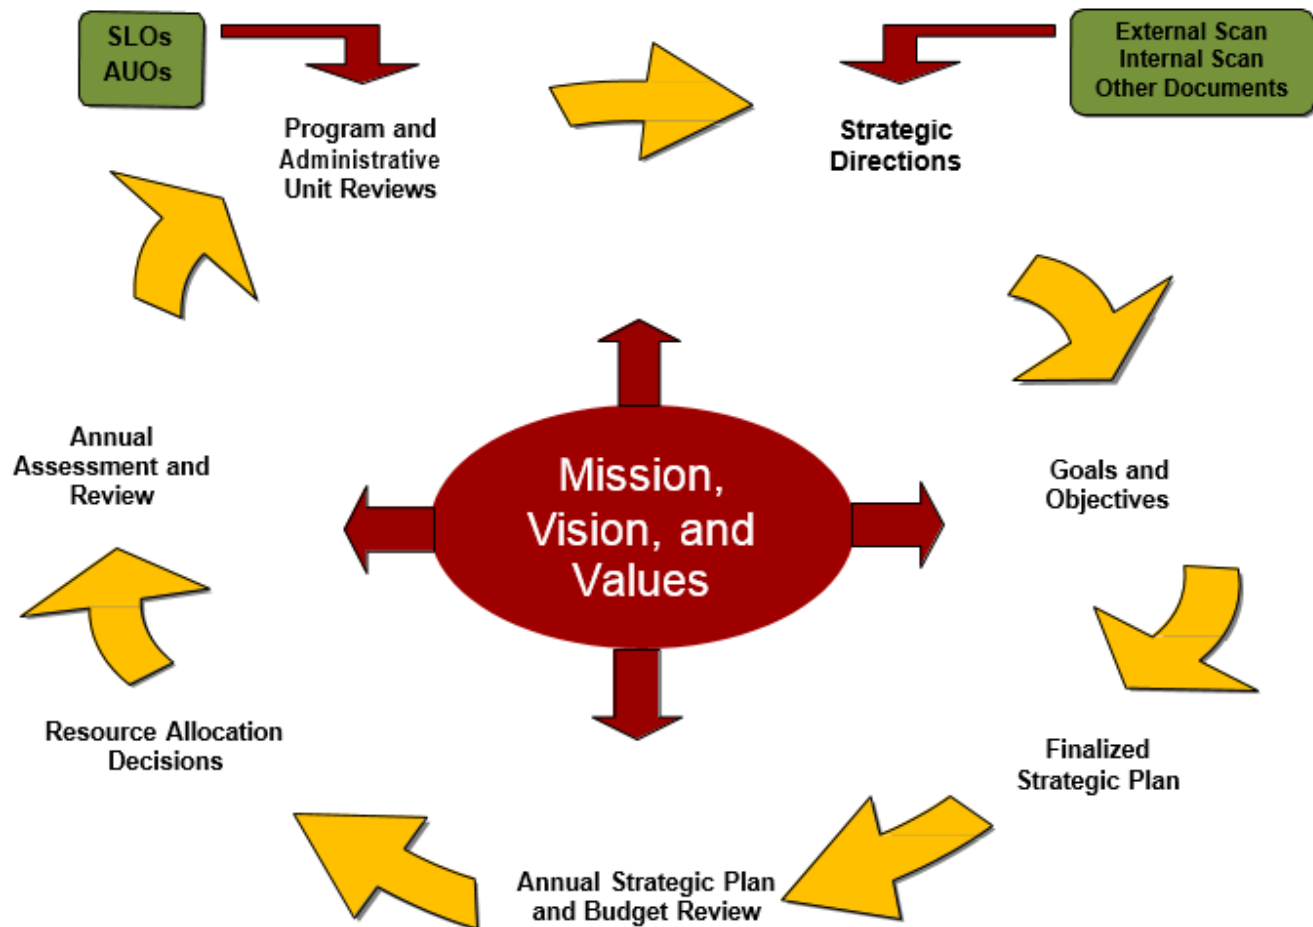 SLOs
AUOs
External Scan
Internal Scan
Other Documents
Program and
Administrative
Unit Reviews
Strategic
Directions
Goals and
Objectives
Finalized
Strategic Plan
Annual Strategic Plan
and Budget Review
Resource Allocation
Decisions
Annual
Assessment and
Review
Mission,
Vision, and
Values